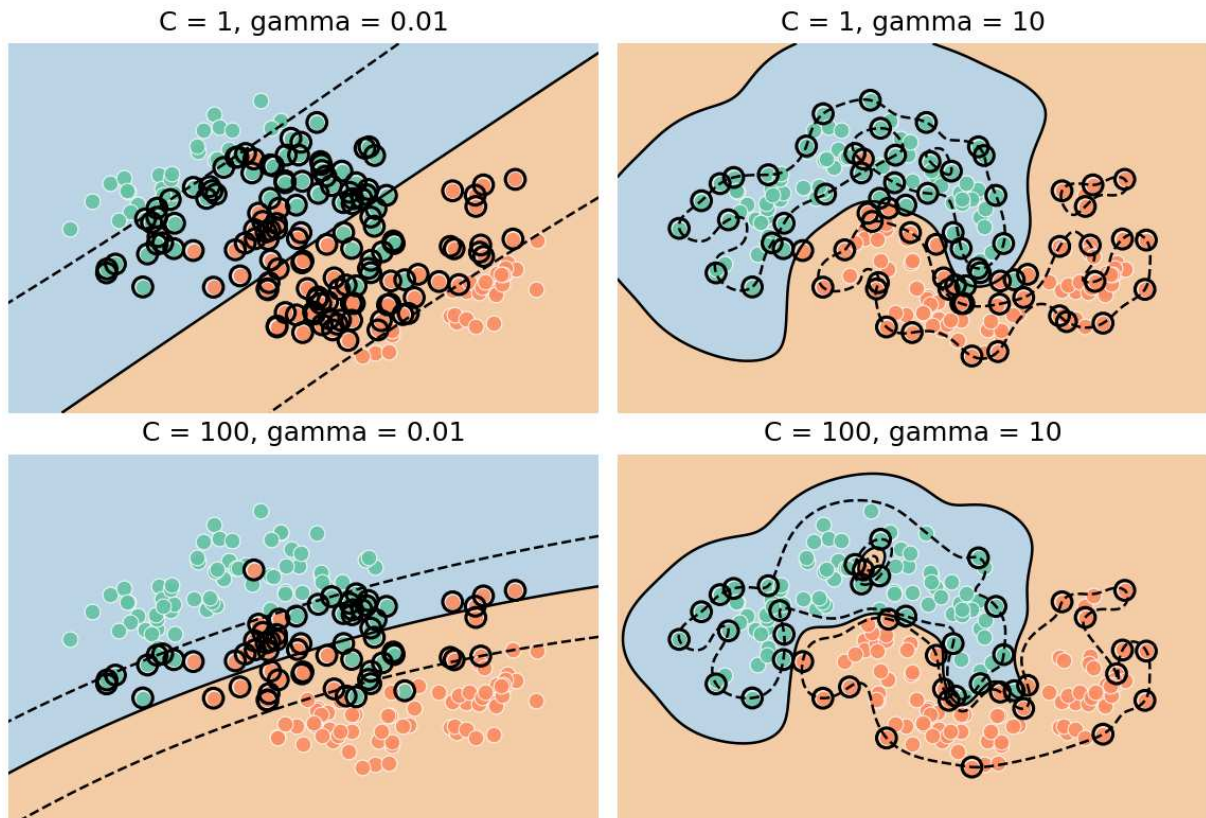 C = 1, gamma = 0.01
C = 1, gamma = 10
C = 100, gamma = 0.01
C = 100, gamma = 10